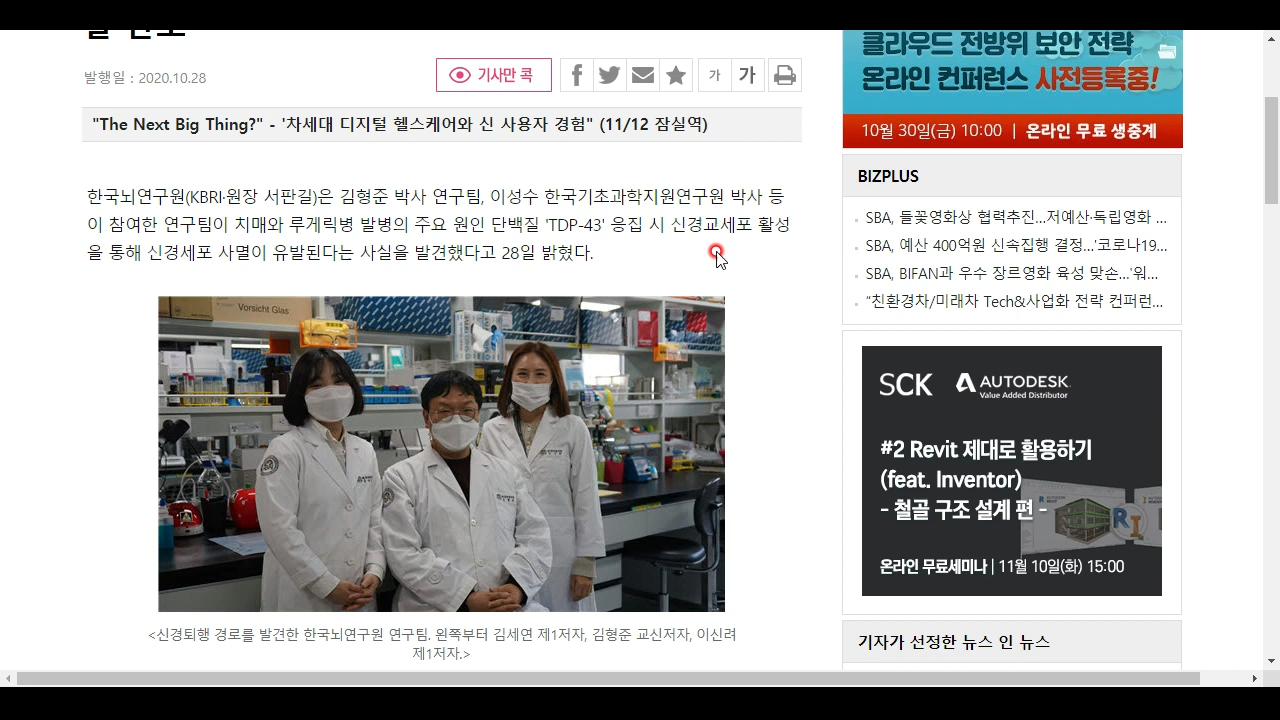 클라우드 전방위 보안 전략
발행일 : 2020.10.28
기사만 콕
가
가
온라인 컨퍼런스 사전등록중!
"The Next Big Thing?" - '차세대 디지털 헬스케어와 신 사용자 경험" (11/12 잠실역)
10월 30일(금) 10:00 | 온라인 무료 생중계
한국뇌연구원(KBRI·원장 서판길)은 김형준 박사 연구팀, 이성수 한국기초과학지원연구원 박사 등
이 참여한 연구팀이 치매와 루게릭병 발병의 주요 원인 단백질 'TDP-43' 응집 시 신경교세포 활성
을 통해 신경세포 사멸이 유발된다는 사실을 발견했다고 28일 밝혔다.
Vorsicht Glas
<신경퇴행 경로를 발견한 한국뇌연구원 연구팀. 왼쪽부터 김세연 제1저자, 김형준 교신저자, 이신려
제1저자.>
BIZPLUS
SBA, 들꽃영화상 협력추진...저예산·독립영화 ...
SBA, 예산 400억원 신속집행 결정...'코로나19...
SBA, BIFAN과 우수 장르영화 육성 맞손...'워...
“친환경차/미래차 Tech&사업화 전략 컨퍼런...
SCK AUTODESK.
Value Added Distributor
#2 Revit 제대로 활용하기
(feat. Inventor)
- 철골 구조 설계 편 -
온라인 무료세미나 | 11월 10일(화) 15:00
기자가 선정한 뉴스 인 뉴스